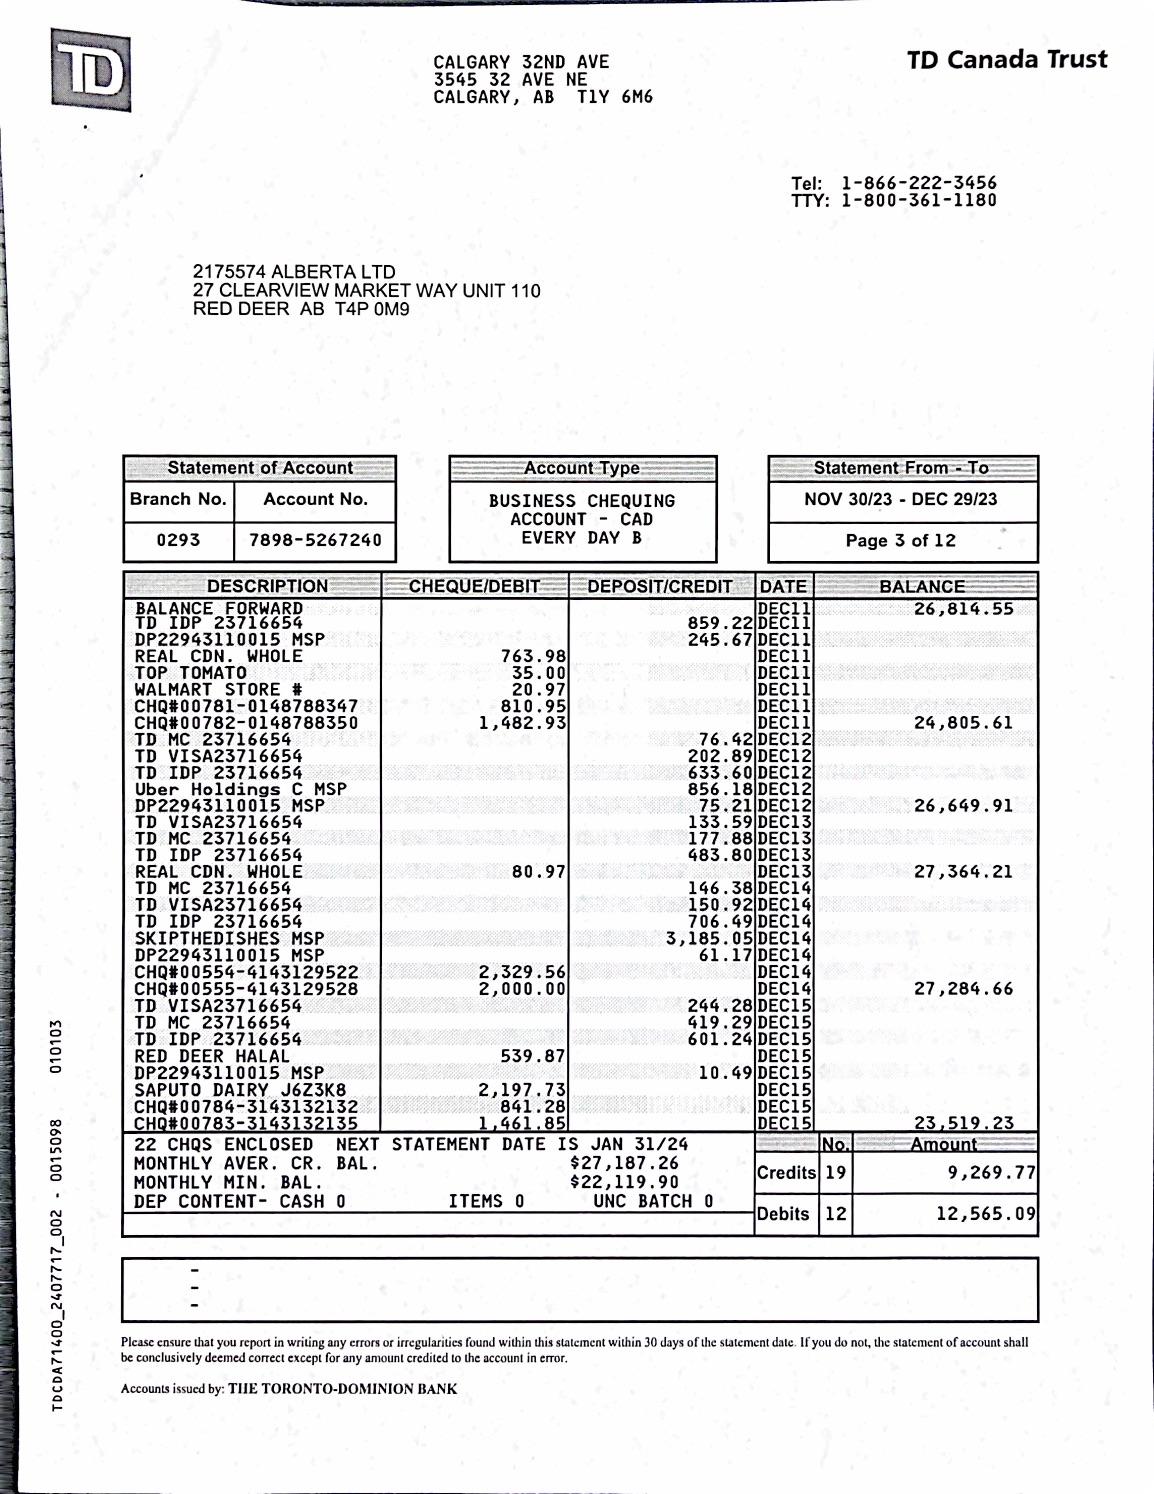 TD
CALGARY 32ND AVE
3545 32 AVE NE
CALGARY, AB T1Y 6M6
TD Canada Trust
Tel: 1-866-222-3456
TTY: 1-800-361-1180
2175574 ALBERTA LTD
27 CLEARVIEW MARKET WAY UNIT 110
RED DEER AB T4P 0M9
Statement of Account
Branch No. Account No.
0293 7898-5267240
Account Type
BUSINESS CHEQUING
ACCOUNT - CAD
EVERY DAY B
Statement From - To
NOV 30/23 - DEC 29/23
Page 3 of 12
DESCRIPTION CHEQUE/DEBIT DEPOSIT/CREDIT DATE BALANCE
BALANCE FORWARD DEC11 26,814.55
TD IDP 23716654 859.22 DEC11
DP22943110015 MSP 245.67 DEC11
REAL CDN. WHOLE 763.98 DEC11
TOP TOMATO 35.00 DEC11
WALMART STORE # 20.97 DEC11
CHQ#00781-0148788347 810.95 DEC11
CHQ#00782-0148788350 1,482.93 DEC11 24,805.61
TD MC 23716654 76.42 DEC12
TD VISA23716654 202.89 DEC12
TD IDP 23716654 633.60 DEC12
Uber Holdings C MSP 856.18 DEC12
DP22943110015 MSP 75.21 DEC12 26,649.91
TD VISA23716654 133.59 DEC13
TD MC 23716654 177.88 DEC13
TD IDP 23716654 483.80 DEC13
REAL CDN. WHOLE 80.97 DEC13 27,364.21
TD MC 23716654 146.38 DEC14
TD VISA23716654 150.92 DEC14
TD IDP 23716654 706.49 DEC14
SKIPTHEDISHES MSP 3,185.05 DEC14
DP22943110015 MSP 61.17 DEC14
CHQ#00554-4143129522 2,329.56 DEC14
CHQ#00555-4143129528 2,000.00 DEC14 27,284.66
TD VISA23716654 244.28 DEC15
TD MC 23716654 419.29 DEC15
TD IDP 23716654 601.24 DEC15
RED DEER HALAL 539.87 DEC15
DP22943110015 MSP 10.49 DEC15
SAPUTO DAIRY J6Z3K8 2,197.73 DEC15
CHQ#00784-3143132132 841.28 DEC15
CHQ#00783-3143132135 1,461.85 DEC15 23,519.23
22 CHQS ENCLOSED NEXT STATEMENT DATE IS JAN 31/24
MONTHLY AVER. CR. BAL. $27,187.26
MONTHLY MIN. BAL. $22,119.90
DEP CONTENT- CASH 0 ITEMS 0 UNC BATCH 0
No. Amount
Credits 19 9,269.77
Debits 12 12,565.09
-
-
-
Please ensure that you report in writing any errors or irregularities found within this statement within 30 days of the statement date. If you do not, the statement of account shall
be conclusively deemed correct except for any amount credited to the account in error.
Accounts issued by: THE TORONTO-DOMINION BANK
TDCDA71400_2407717_002 - 0015098 010103